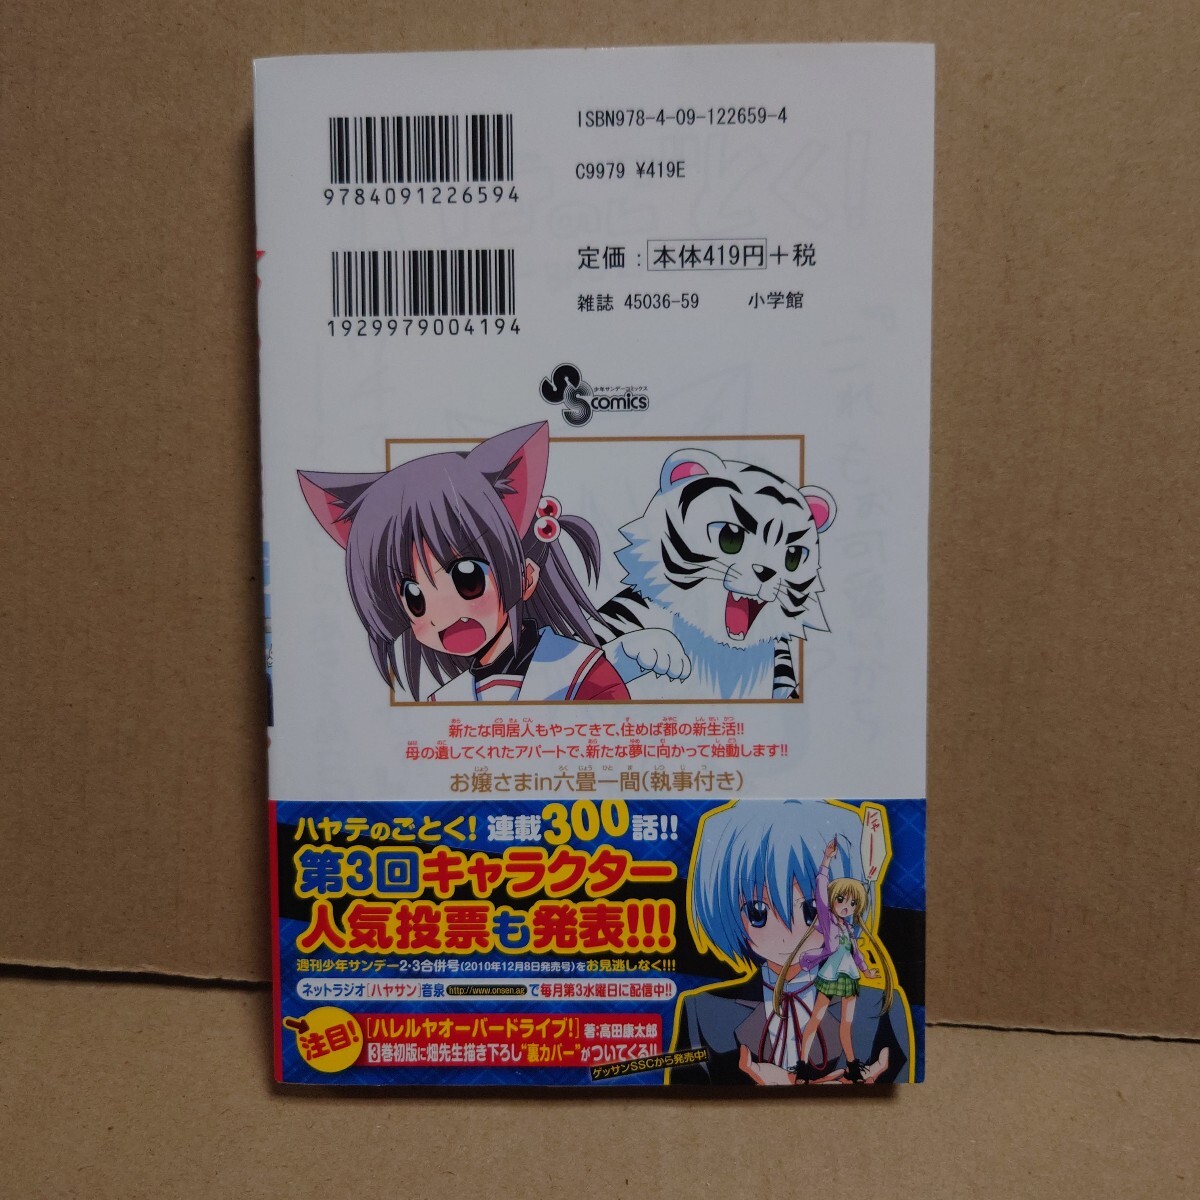 ISBN978-4-09-122659-4
9784091226594
C9979 ¥419E
定価：本体419円+税
1929979004194
雑誌 45036-59 小学館
少年サンデーコミックス
SS comics
新たな同居人もやってきて、住めば都の新生活!!
母の遺してくれたアパートで、新たな夢に向かって始動します!!
お嬢さまin六畳一間(執事付き)
ハヤテのごとく! 連載300話!!
第3回キャラクター
人気投票も発表!!!
週刊少年サンデー2・3合併号(2010年12月8日発売号)をお見逃しなく!!!
ネットラジオ[ハヤサン]音泉 http://www.onsen.ag で毎月第3水曜日に配信中!!
注目!
[ハレルヤオーバードライブ!] 著:高田康太郎
3巻初版に畑先生描き下ろし"裏カバー"がついてくる!!
ゲッサンSSCから発売中!
にゃーー!!